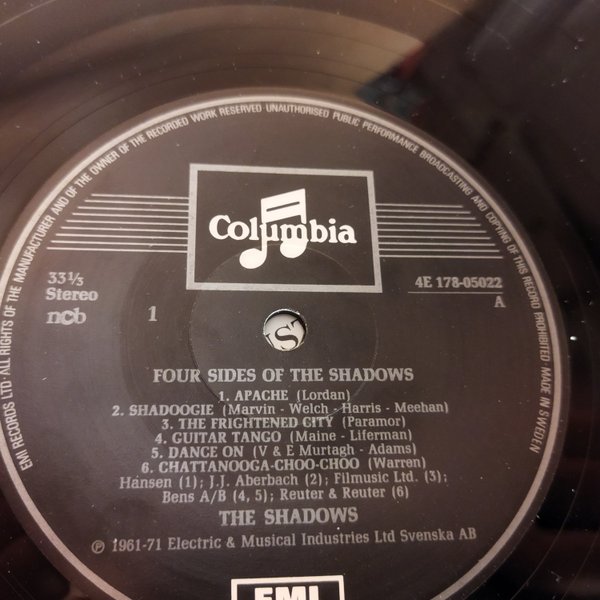 EMI RECORDS LTD·ALL RIGHTS OF THE MANUFACTURER AND OF THE OWNER OF THE RECORDED WORK RESERVED·UNAUTHORISED PUBLIC PERFORMANCE BROADCASTING AND COPYING OF THIS RECORD PROHIBITED MADE IN SWEDEN
Columbia
33⅓
Stereo
ncb
1
4E 178-05022
A
S
FOUR SIDES OF THE SHADOWS
1. APACHE (Lordan)
2. SHADOOGIE (Marvin - Welch - Harris - Meehan)
3. THE FRIGHTENED CITY (Paramor)
4. GUITAR TANGO (Maine - Liferman)
5. DANCE ON (V & E Murtagh - Adams)
6. CHATTANOOGA-CHOO-CHOO (Warren)
Hansen (1); J.J. Aberbach (2); Filmusic Ltd. (3);
Bens A/B (4, 5); Reuter & Reuter (6)
THE SHADOWS
℗ 1961-71 Electric & Musical Industries Ltd Svenska AB
EMI